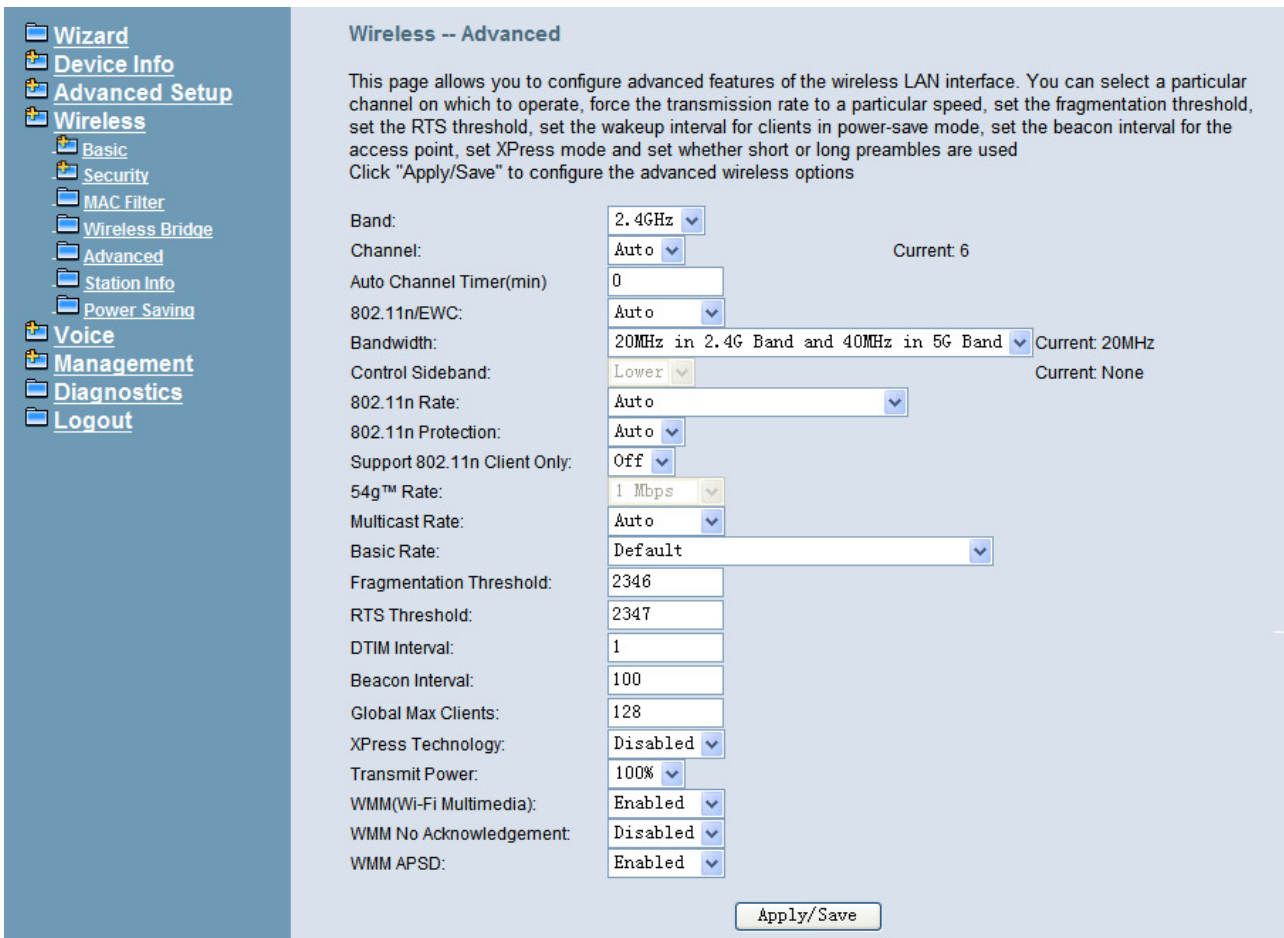 Wizard
Device Info
Advanced Setup
Wireless
Basic
Security
MAC Filter
Wireless Bridge
Advanced
Station Info
Power Saving
Voice
Management
Diagnostics
Logout
Wireless -- Advanced
This page allows you to configure advanced features of the wireless LAN interface. You can select a particular
channel on which to operate, force the transmission rate to a particular speed, set the fragmentation threshold,
set the RTS threshold, set the wakeup interval for clients in power-save mode, set the beacon interval for the
access point, set XPress mode and set whether short or long preambles are used
Click "Apply/Save" to configure the advanced wireless options
Band: 2.4GHz
Channel: Auto Current: 6
Auto Channel Timer(min) 0
802.11n/EWC: Auto
Bandwidth: 20MHz in 2.4G Band and 40MHz in 5G Band Current: 20MHz
Control Sideband: Lower Current: None
802.11n Rate: Auto
802.11n Protection: Auto
Support 802.11n Client Only: Off
54g™ Rate: 1 Mbps
Multicast Rate: Auto
Basic Rate: Default
Fragmentation Threshold: 2346
RTS Threshold: 2347
DTIM Interval: 1
Beacon Interval: 100
Global Max Clients: 128
XPress Technology: Disabled
Transmit Power: 100%
WMM(Wi-Fi Multimedia): Enabled
WMM No Acknowledgement: Disabled
WMM APSD: Enabled
Apply/Save